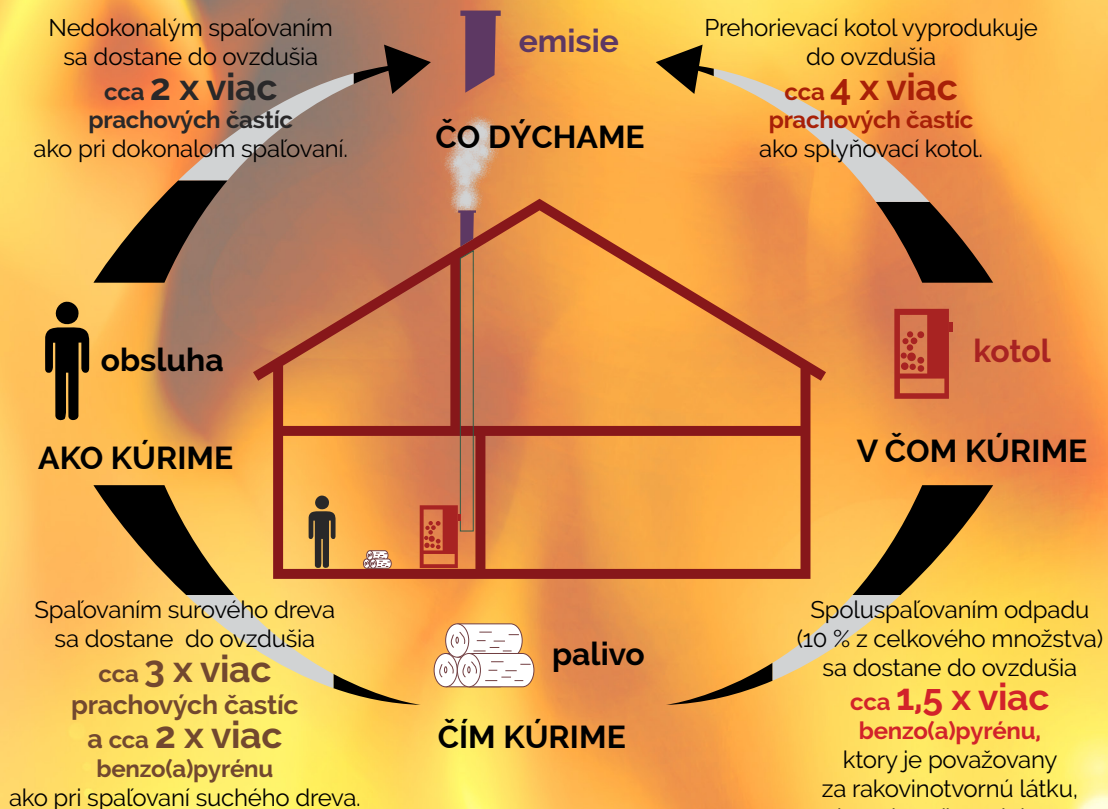 Nedokonalým spaľovaním
sa dostane do ovzdušia
cca 2 x viac
prachových častíc
ako pri dokonalom spaľovaní.
emisie
ČO DÝCHAME
Prehorievací kotol vyprodukuje
do ovzdušia
cca 4 x viac
prachových častíc
ako splyňovací kotol.
obsluha
AKO KÚRIME
kotol
V ČOM KÚRIME
Spaľovaním surového dreva
sa dostane do ovzdušia
cca 3 x viac
prachových častíc
a cca 2 x viac
benzo(a)pyrénu
ako pri spaľovaní suchého dreva.
palivo
ČÍM KÚRIME
Spoluspaľovaním odpadu
(10 % z celkového množstva)
sa dostane do ovzdušia
cca 1,5 x viac
benzo(a)pyrénu,
ktory je považovany
za rakovinotvornú látku,